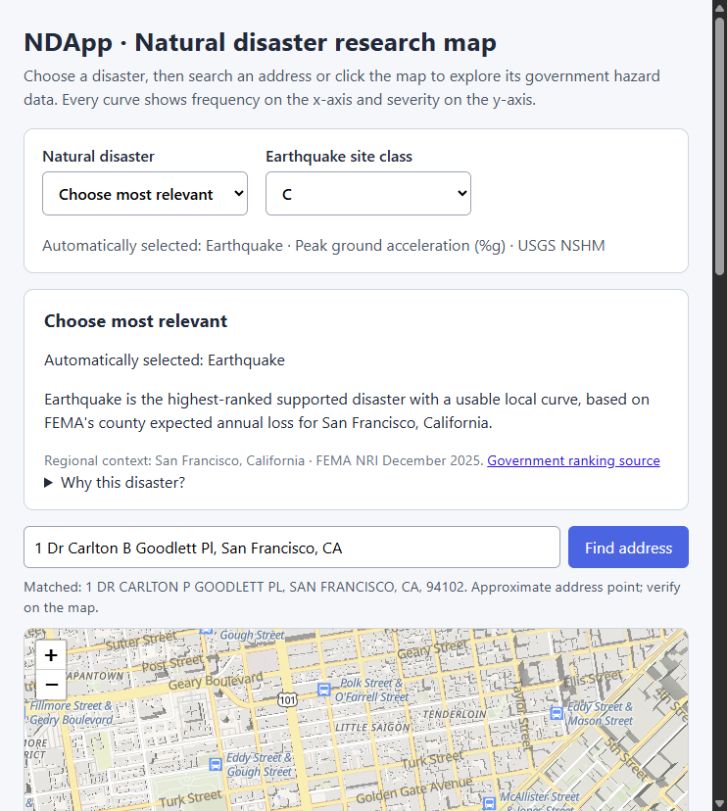 NDApp · Natural disaster research map
Choose a disaster, then search an address or click the map to explore its government hazard
data. Every curve shows frequency on the x-axis and severity on the y-axis.
Natural disaster
Earthquake site class
Choose most relevant
C
Automatically selected: Earthquake · Peak ground acceleration (%g) · USGS NSHM
Choose most relevant
Automatically selected: Earthquake
Earthquake is the highest-ranked supported disaster with a usable local curve, based on
FEMA's county expected annual loss for San Francisco, California.
Regional context: San Francisco, California · FEMA NRI December 2025. Government ranking source
▶ Why this disaster?
1 Dr Carlton B Goodlett Pl, San Francisco, CA
Find address
Matched: 1 DR CARLTON P GOODLETT PL, SAN FRANCISCO, CA, 94102. Approximate address point; verify
on the map.
+
−
Sutter Street
Gough Street
Post Street
Geary Street
JAPANTOWN
Geary Boulevard
Polk Street &
O'Farrell Street
Ellis Street
4th Street
101
Fillmore Street &
Geary Boulevard
TENDERLOIN
Taylor Street
Eddy Street &
Mason Street
LITTLE SAIGON
5th Street
Eddy Street &
Gough Street
Turk Street
McAllister Street
Turk Street
Golden Gate Avenue